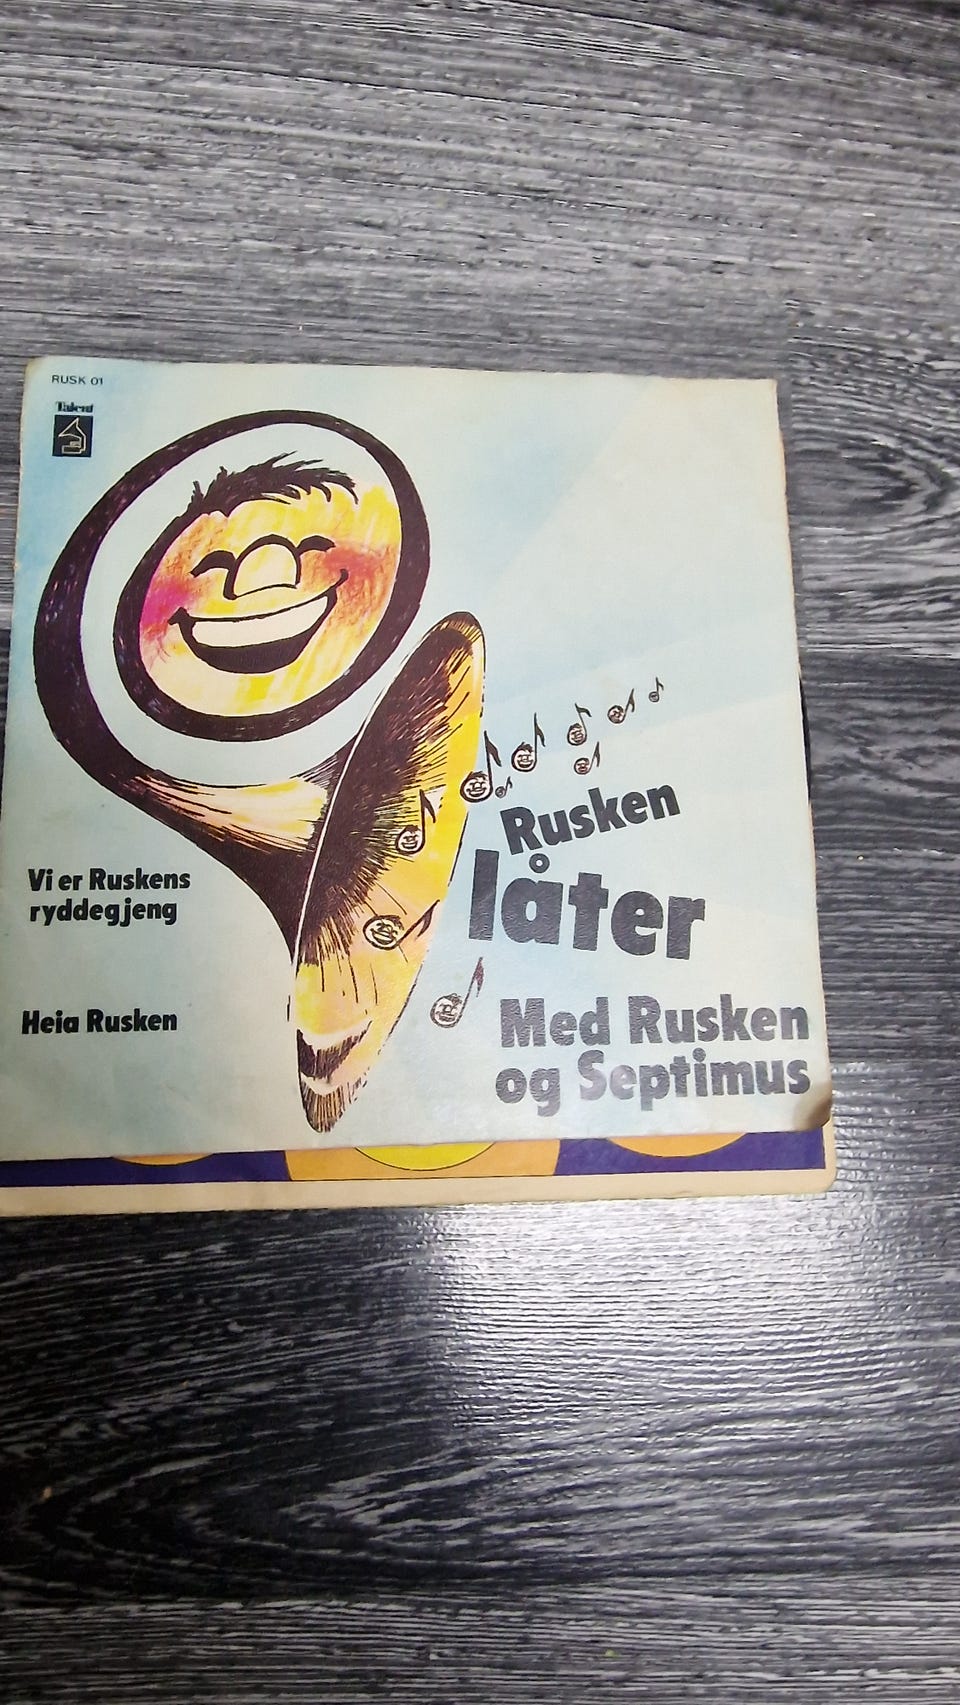 RUSK 01
Talent
Rusken
låter
Vi er Ruskens
ryddegjeng
Heia Rusken
Med Rusken
og Septimus